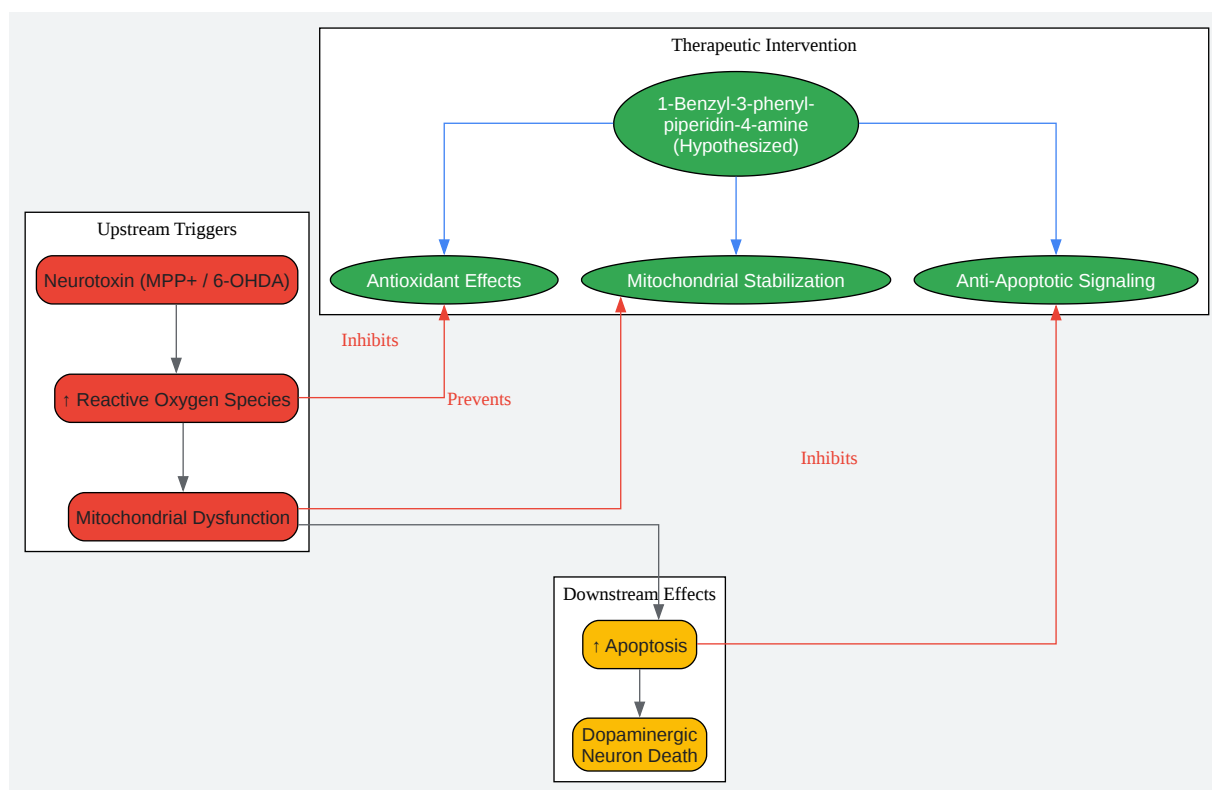 Therapeutic Intervention
1-Benzyl-3-phenyl-
piperidin-4-amine
(Hypothesized)
Upstream Triggers
Neurotoxin (MPP+ / 6-OHDA)
Antioxidant Effects
Mitochondrial Stabilization
Anti-Apoptotic Signaling
Inhibits
↑ Reactive Oxygen Species
Prevents
Inhibits
Mitochondrial Dysfunction
Downstream Effects
↑ Apoptosis
Dopaminergic
Neuron Death